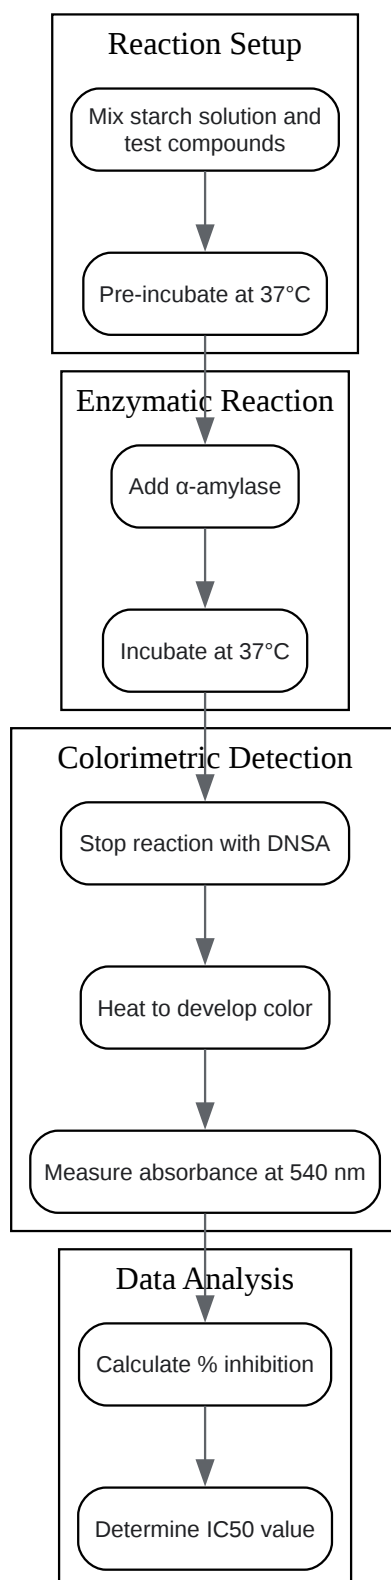 Reaction Setup
Mix starch solution and
test compounds
Pre-incubate at 37°C
Enzymatic Reaction
Add α-amylase
Incubate at 37°C
Colorimetric Detection
Stop reaction with DNSA
Heat to develop color
Measure absorbance at 540 nm
Data Analysis
Calculate % inhibition
Determine IC50 value